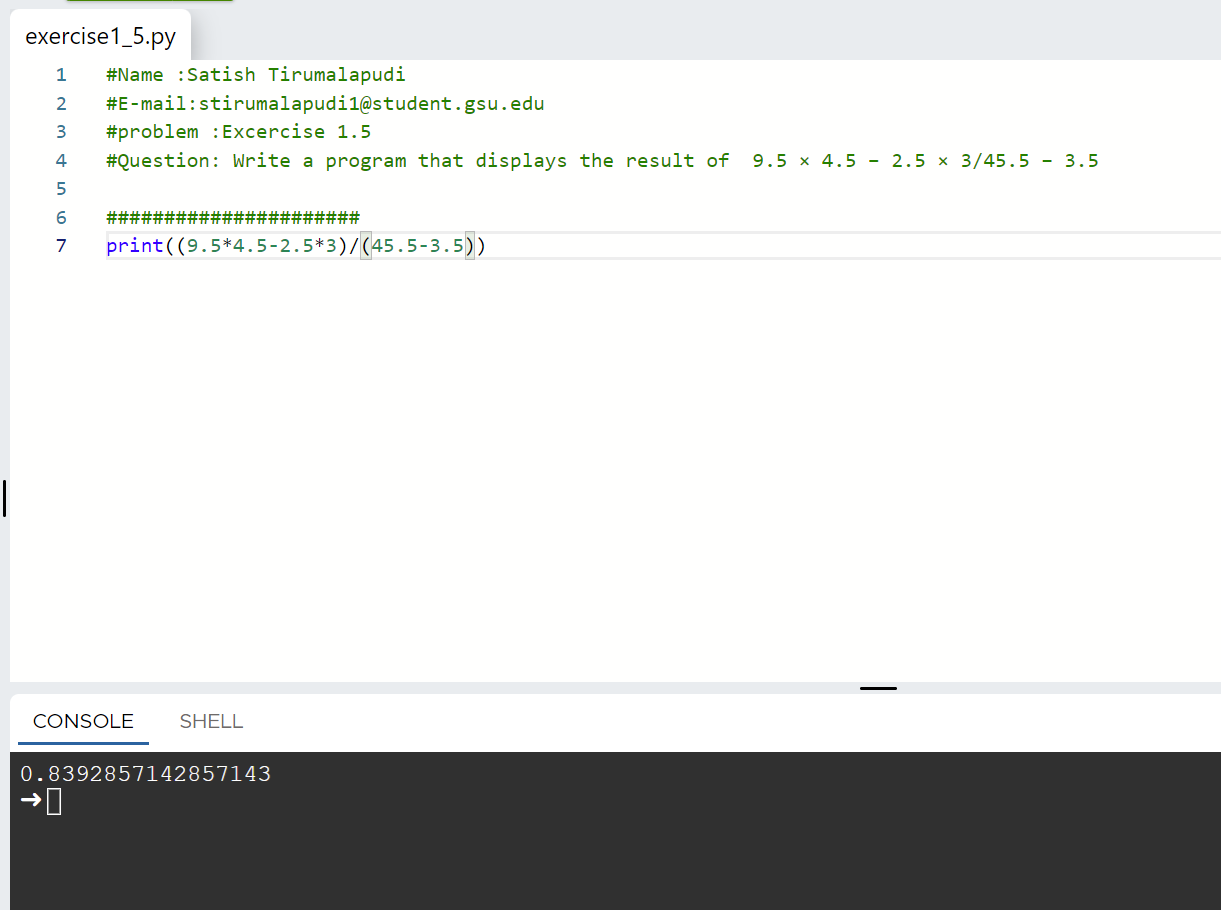 exercise1_5.py
1 #Name :Satish Tirumalapudi
2 #E-mail:stirumalapudi1@student.gsu.edu
3 #problem :Excercise 1.5
4 #Question: Write a program that displays the result of  9.5 × 4.5 − 2.5 × 3/45.5 − 3.5
5
6 ######################
7 print((9.5*4.5-2.5*3)/(45.5-3.5))
CONSOLE SHELL
0.8392857142857143
➜